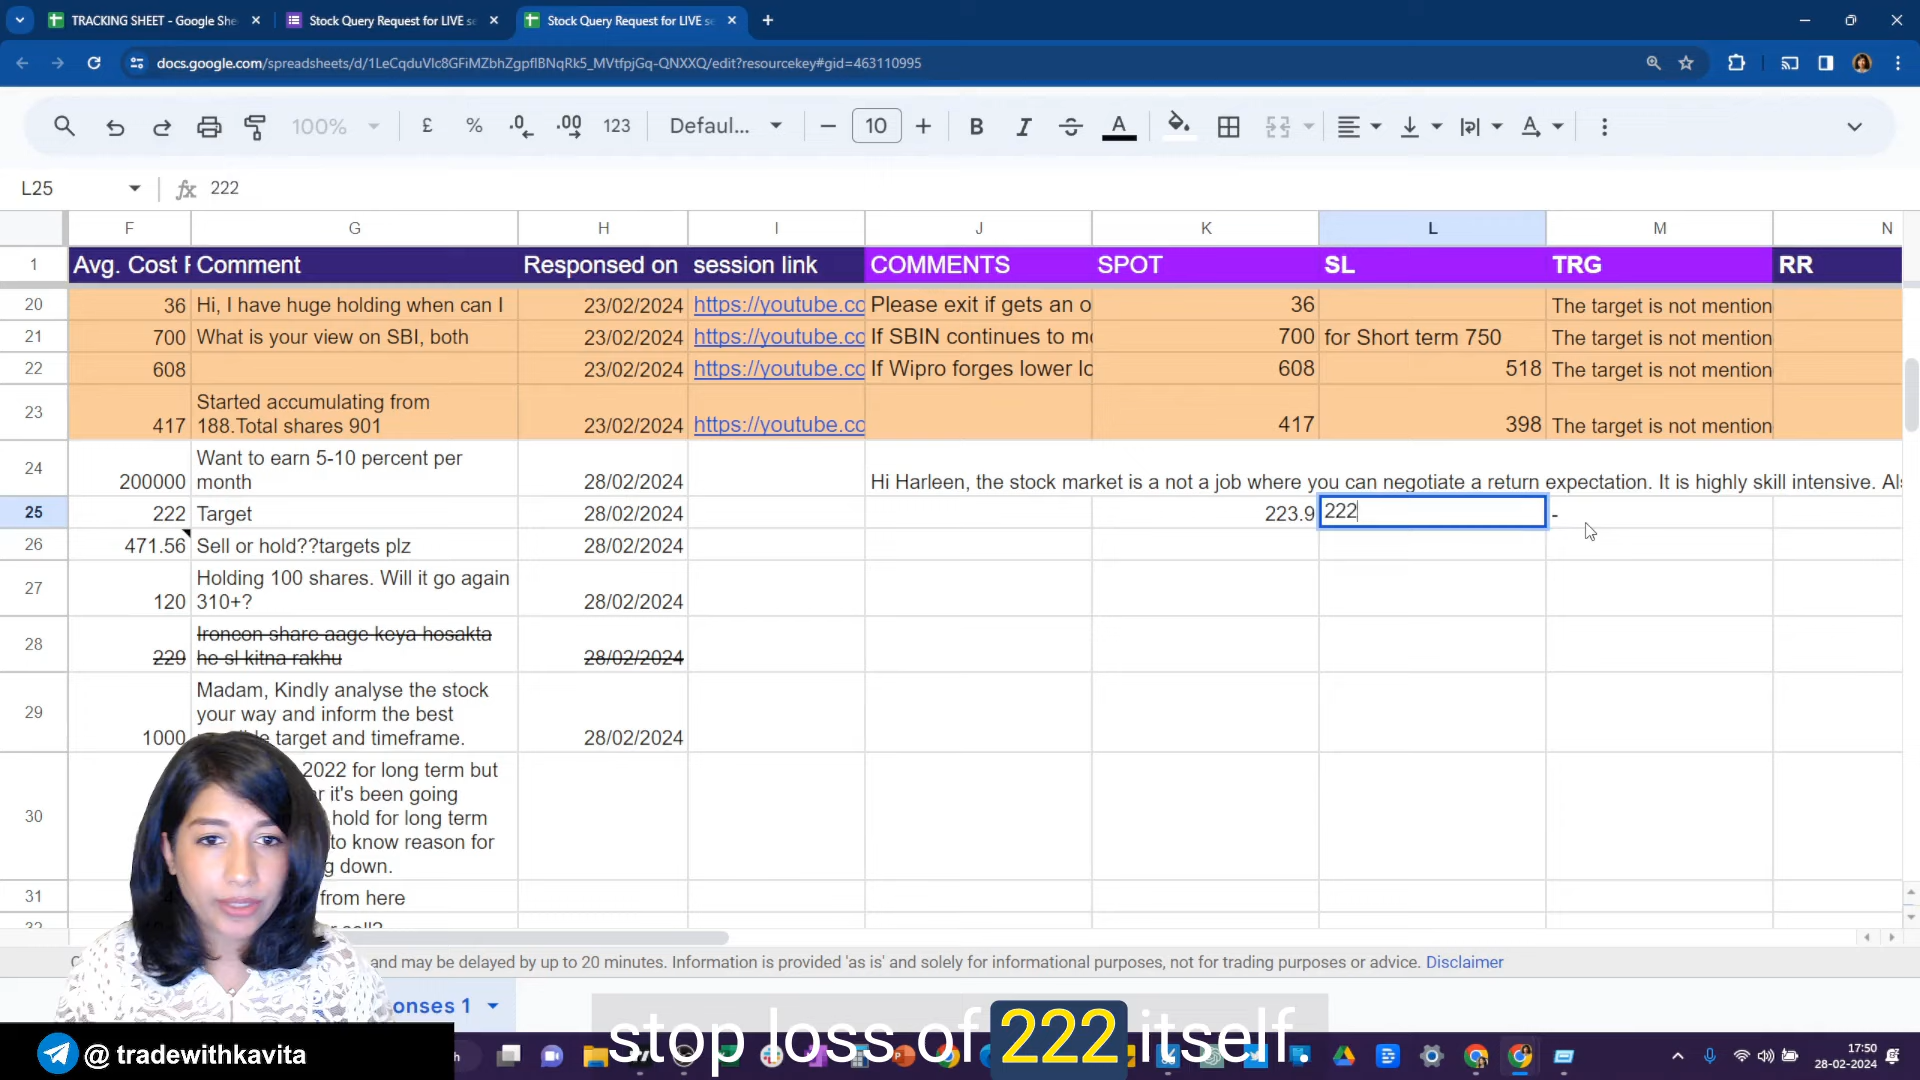 TRACKING SHEET - Google She
Stock Query Request for LIVE se
Stock Query Request for LIVE se
docs.google.com/spreadsheets/d/1LeCqduVlc8GFiMZbhZgpflBNqRk5_MVtfpjGq-QNXXQ/edit?resourcekey#gid=463110995
100% £ % .0 .00 123 Defaul... 10 B I A
L25 fx 222
F G H I J K L M N
1 Avg. Cost P Comment Responsed on session link COMMENTS SPOT SL TRG RR
20 36 Hi, I have huge holding when can I 23/02/2024 https://youtube.co Please exit if gets an o 36 The target is not mention
21 700 What is your view on SBI, both 23/02/2024 https://youtube.co If SBIN continues to mo 700 for Short term 750 The target is not mention
22 608 23/02/2024 https://youtube.co If Wipro forges lower lo 608 518 The target is not mention
23 417 Started accumulating from
188.Total shares 901 23/02/2024 https://youtube.co 417 398 The target is not mention
24 200000 Want to earn 5-10 percent per
month 28/02/2024 Hi Harleen, the stock market is a not a job where you can negotiate a return expectation. It is highly skill intensive. Al
25 222 Target 28/02/2024 223.9 222 -
26 471.56 Sell or hold??targets plz 28/02/2024
27 120 Holding 100 shares. Will it go again
310+? 28/02/2024
28 229 Ironcon share aage keya hosakta
he sl kitna rakhu 28/02/2024
29 1000 Madam, Kindly analyse the stock
your way and inform the best
target and timeframe. 28/02/2024
30 2022 for long term but
it's been going
hold for long term
to know reason for
down.
31 from here
32
and may be delayed by up to 20 minutes. Information is provided 'as is' and solely for informational purposes, not for trading purposes or advice. Disclaimer
onses 1
stop loss of 222 itself.
@ tradewithkavita
17:50
28-02-2024